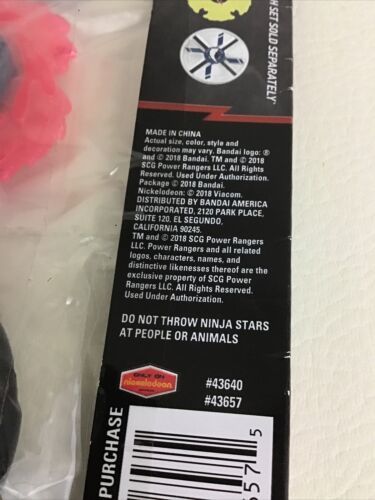 H SET SOLD SEPARATELY
MADE IN CHINA
Actual size, color, style and
decoration may vary. Bandai logo: ®
and © 2018 Bandai. TM and © 2018
SCG Power Rangers LLC. All Rights
Reserved. Used Under Authorization.
Package © 2018 Bandai.
Nickelodeon: © 2018 Viacom.
DISTRIBUTED BY BANDAI AMERICA
INCORPORATED, 2120 PARK PLACE,
SUITE 120, EL SEGUNDO,
CALIFORNIA 90245.
TM and © 2018 SCG Power Rangers
LLC. Power Rangers and all related
logos, characters, names, and
distinctive likenesses thereof are the
exclusive property of SCG Power
Rangers LLC. All Rights Reserved.
Used Under Authorization.
DO NOT THROW NINJA STARS
AT PEOPLE OR ANIMALS
ONLY ON
nickelodeon
#43640
#43657
PURCHASE
657 5